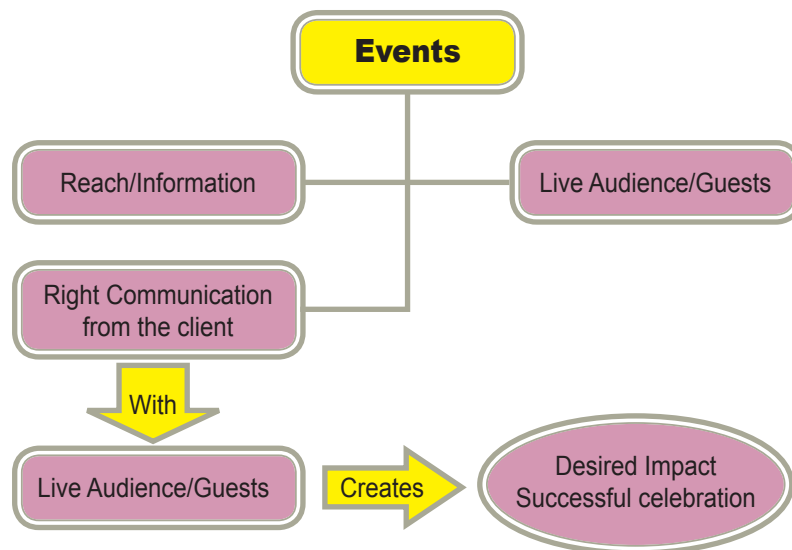 Events
Reach/Information
Live Audience/Guests
Right Communication
from the client
With
Live Audience/Guests
Creates
Desired Impact
Successful celebration